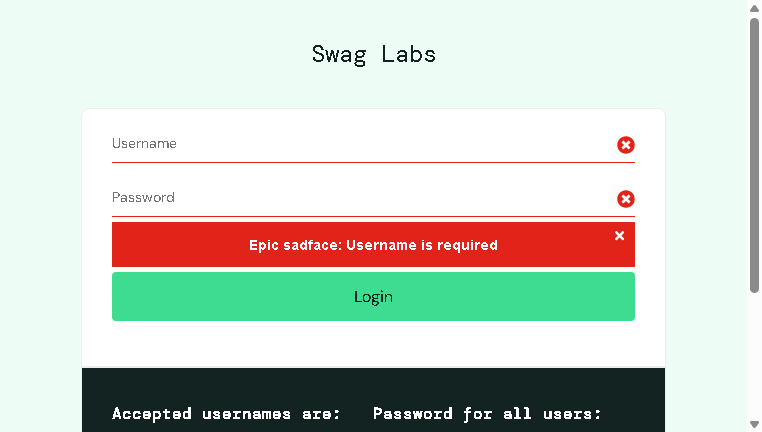 Swag Labs
Username
Password
Epic sadface: Username is required
Login
Accepted usernames are:
Password for all users: